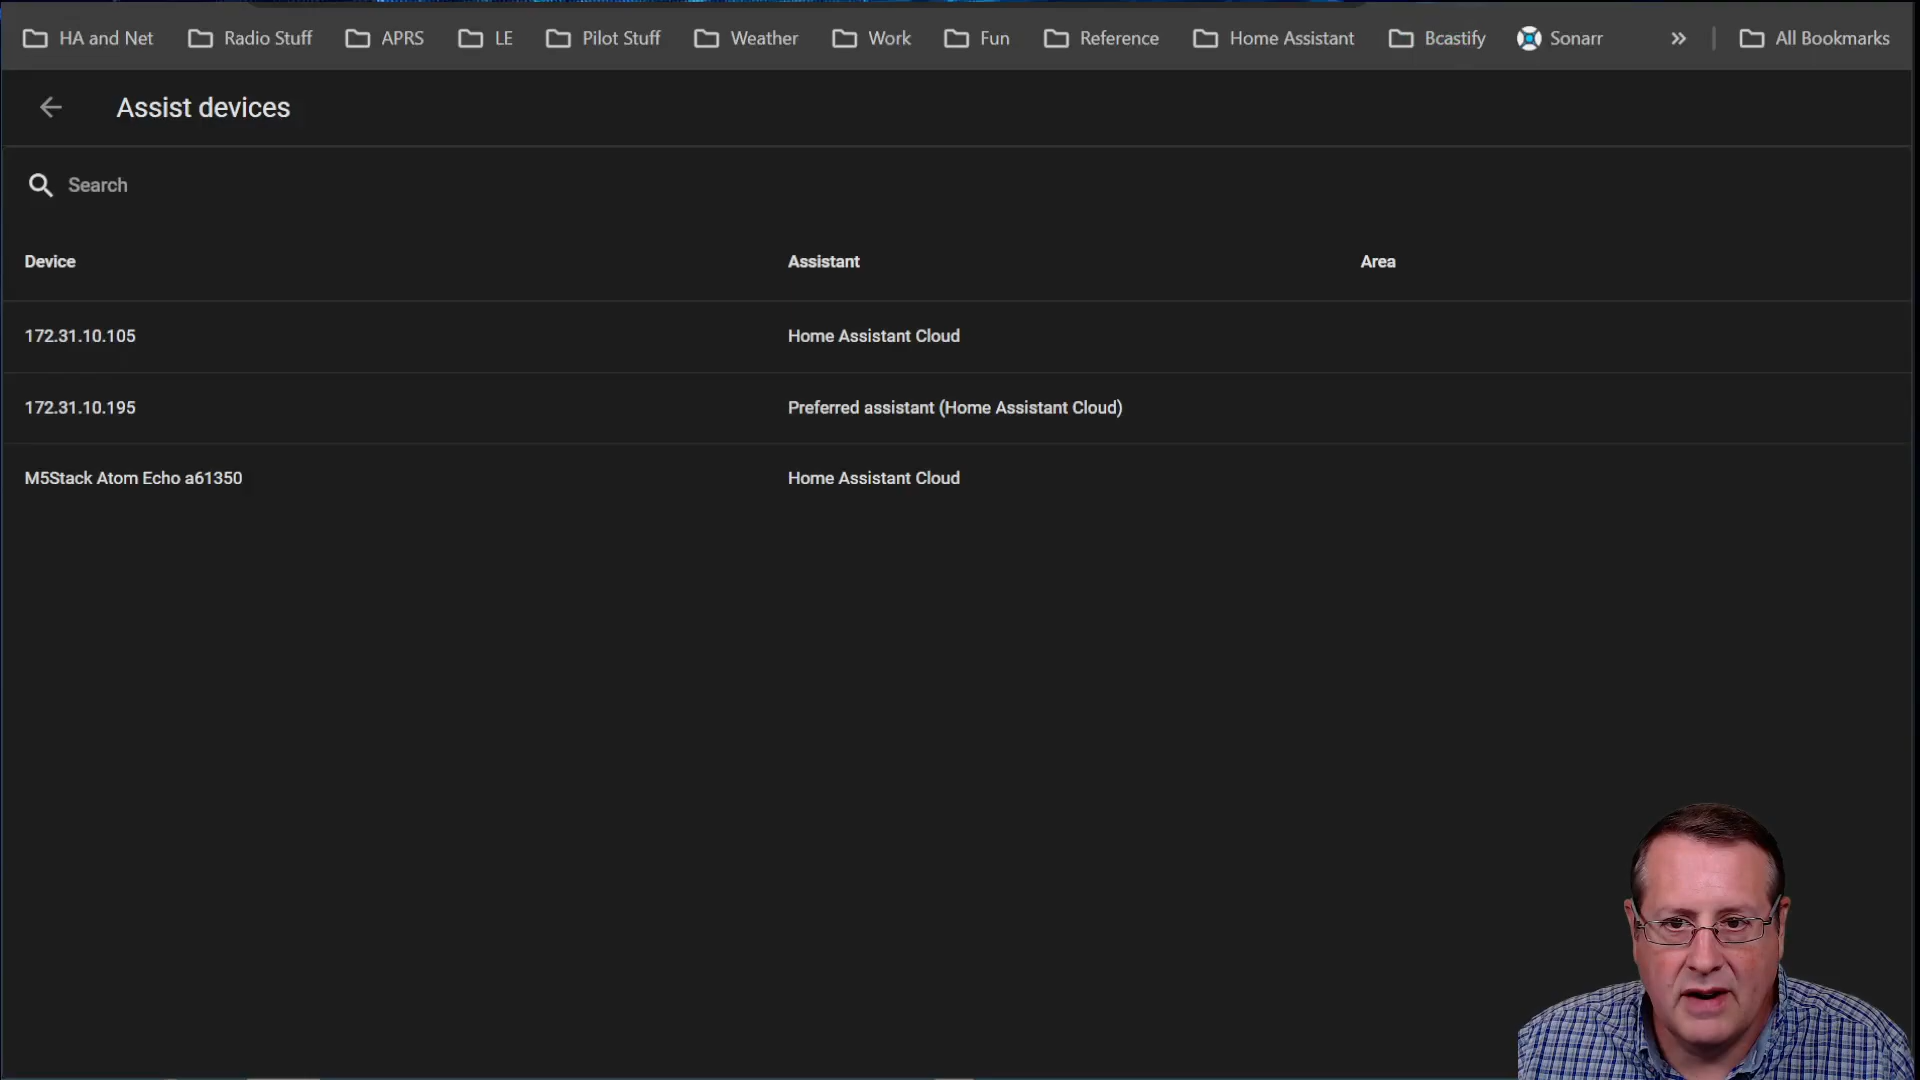 HA and Net Radio Stuff APRS LE Pilot Stuff Weather Work Fun Reference Home Assistant Bcastify Sonarr » All Bookmarks
Assist devices
Search
Device Assistant Area
172.31.10.105 Home Assistant Cloud
172.31.10.195 Preferred assistant (Home Assistant Cloud)
M5Stack Atom Echo a61350 Home Assistant Cloud